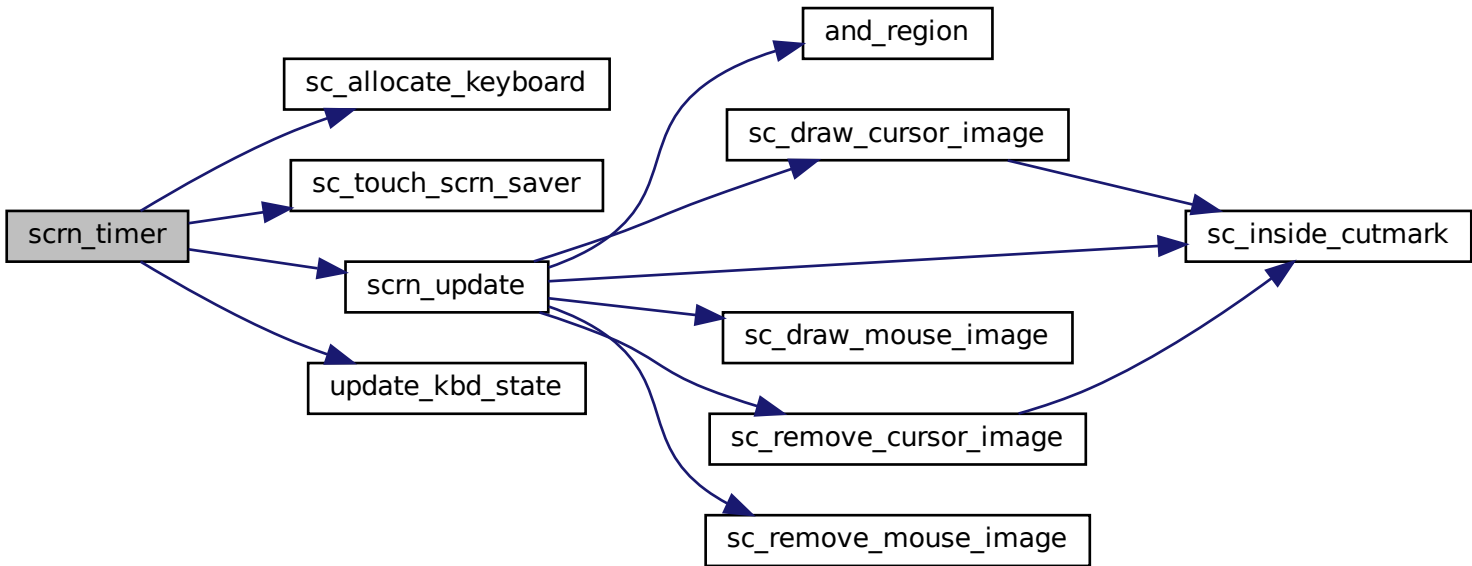 scrn_timer
sc_allocate_keyboard
sc_touch_scrn_saver
scrn_update
update_kbd_state
and_region
sc_draw_cursor_image
sc_inside_cutmark
sc_draw_mouse_image
sc_remove_cursor_image
sc_remove_mouse_image